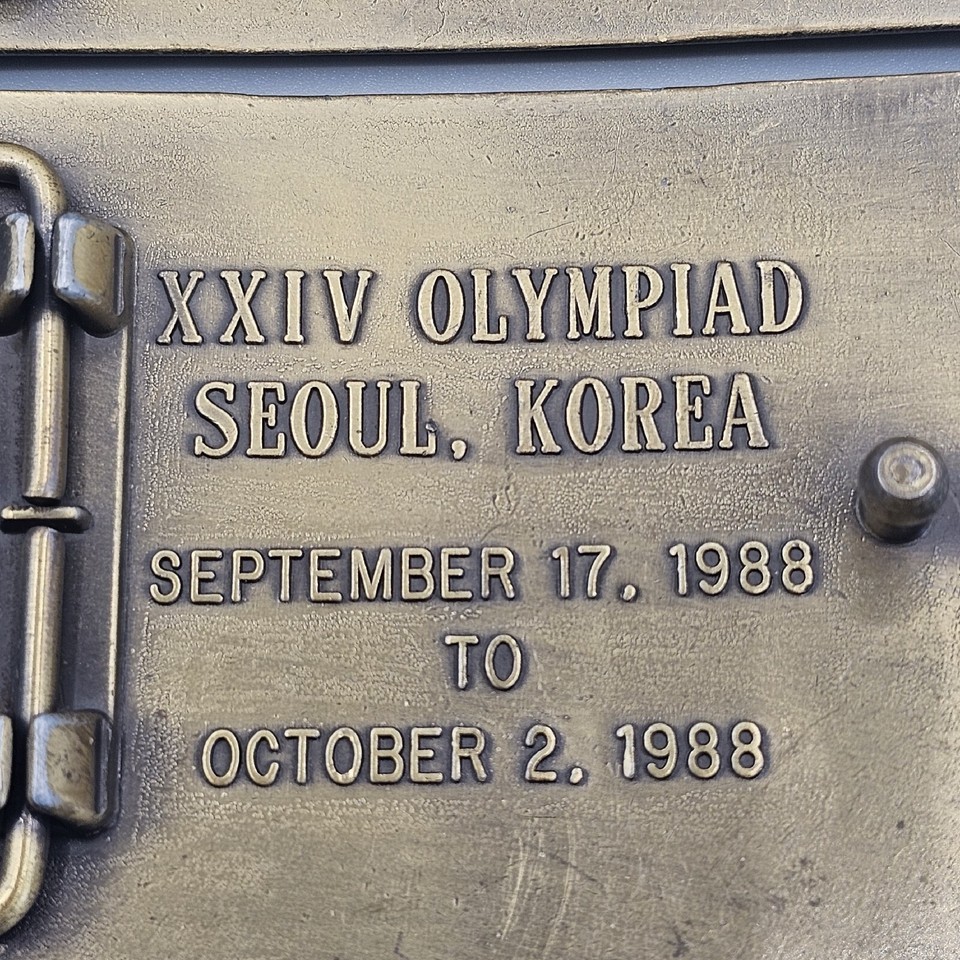 XXIV OLYMPIAD
SEOUL, KOREA
SEPTEMBER 17, 1988
TO
OCTOBER 2, 1988